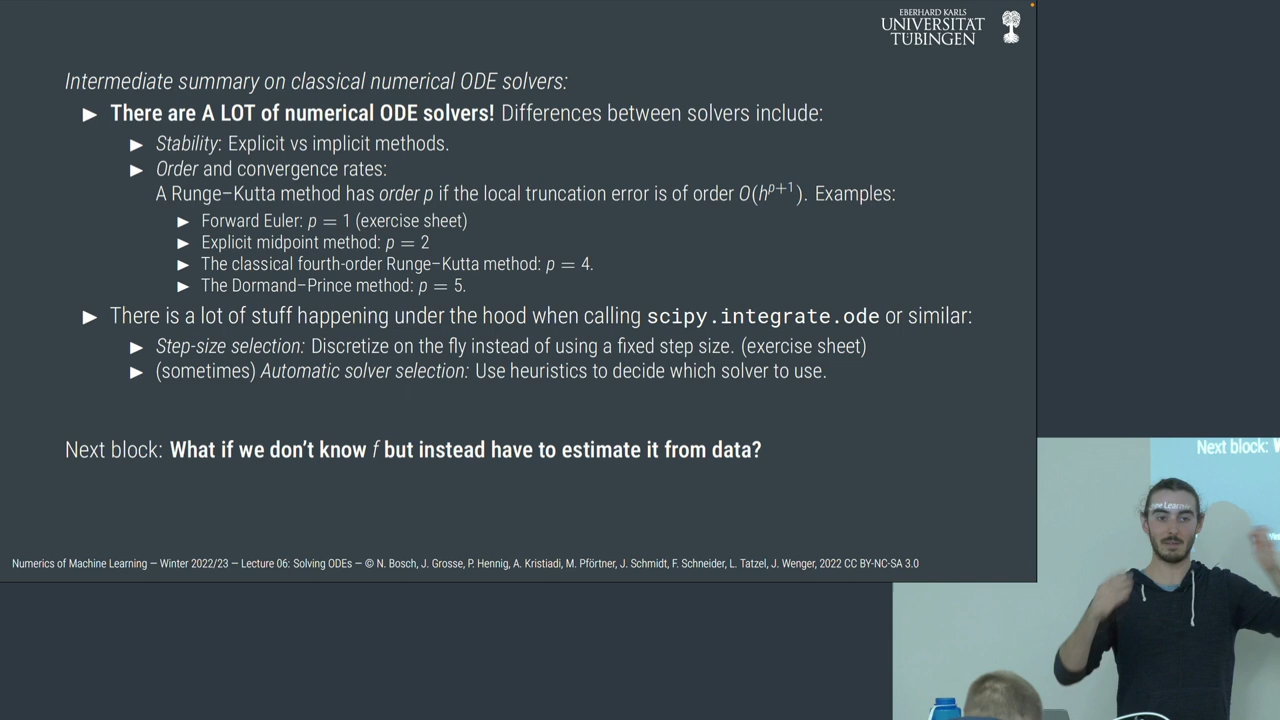 EBERHARD KARLS
UNIVERSITÄT
TÜBINGEN
Intermediate summary on classical numerical ODE solvers:
▶ There are A LOT of numerical ODE solvers! Differences between solvers include:
▶ Stability: Explicit vs implicit methods.
▶ Order and convergence rates:
A Runge–Kutta method has order p if the local truncation error is of order O(h^{p+1}). Examples:
▶ Forward Euler: p = 1 (exercise sheet)
▶ Explicit midpoint method: p = 2
▶ The classical fourth-order Runge–Kutta method: p = 4.
▶ The Dormand–Prince method: p = 5.
▶ There is a lot of stuff happening under the hood when calling scipy.integrate.ode or similar:
▶ Step-size selection: Discretize on the fly instead of using a fixed step size. (exercise sheet)
▶ (sometimes) Automatic solver selection: Use heuristics to decide which solver to use.
Next block: What if we don't know f but instead have to estimate it from data?
Numerics of Machine Learning — Winter 2022/23 — Lecture 06: Solving ODEs — © N. Bosch, J. Grosse, P. Hennig, A. Kristiadi, M. Pförtner, J. Schmidt, F. Schneider, L. Tatzel, J. Wenger, 2022 CC BY-NC-SA 3.0
Next block: